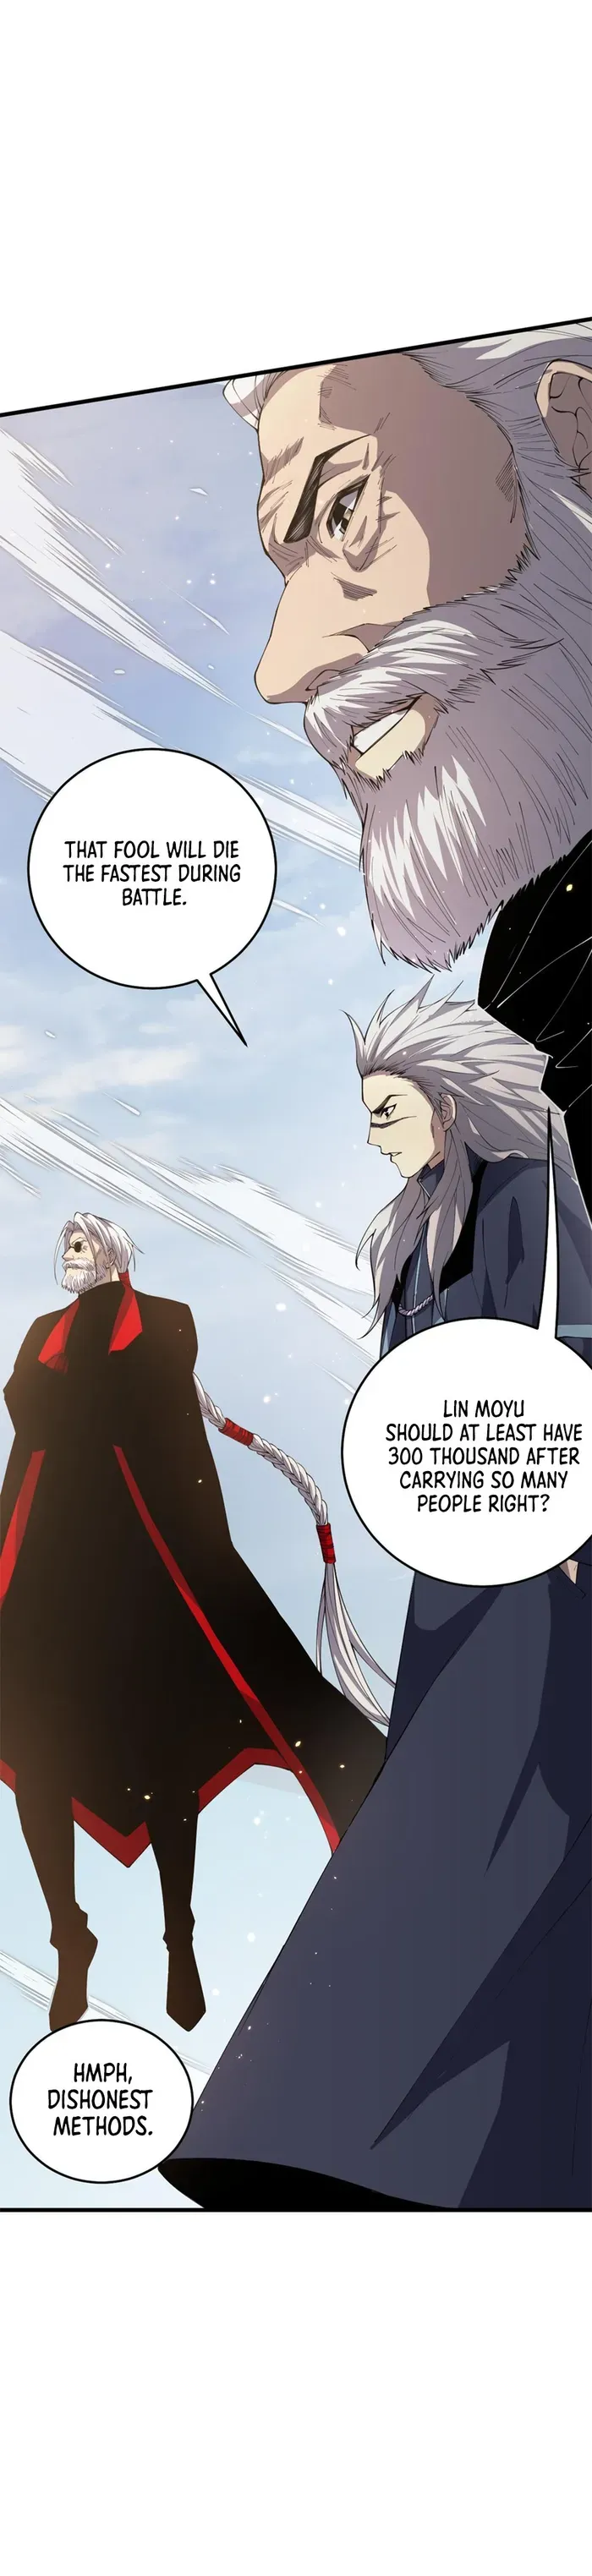 THAT FOOL WILL DIE
THE FASTEST DURING
BATTLE.
LIN MOYU
SHOULD AT LEAST HAVE
300 THOUSAND AFTER
CARRYING SO MANY
PEOPLE RIGHT?
HMPH,
DISHONEST
METHODS.